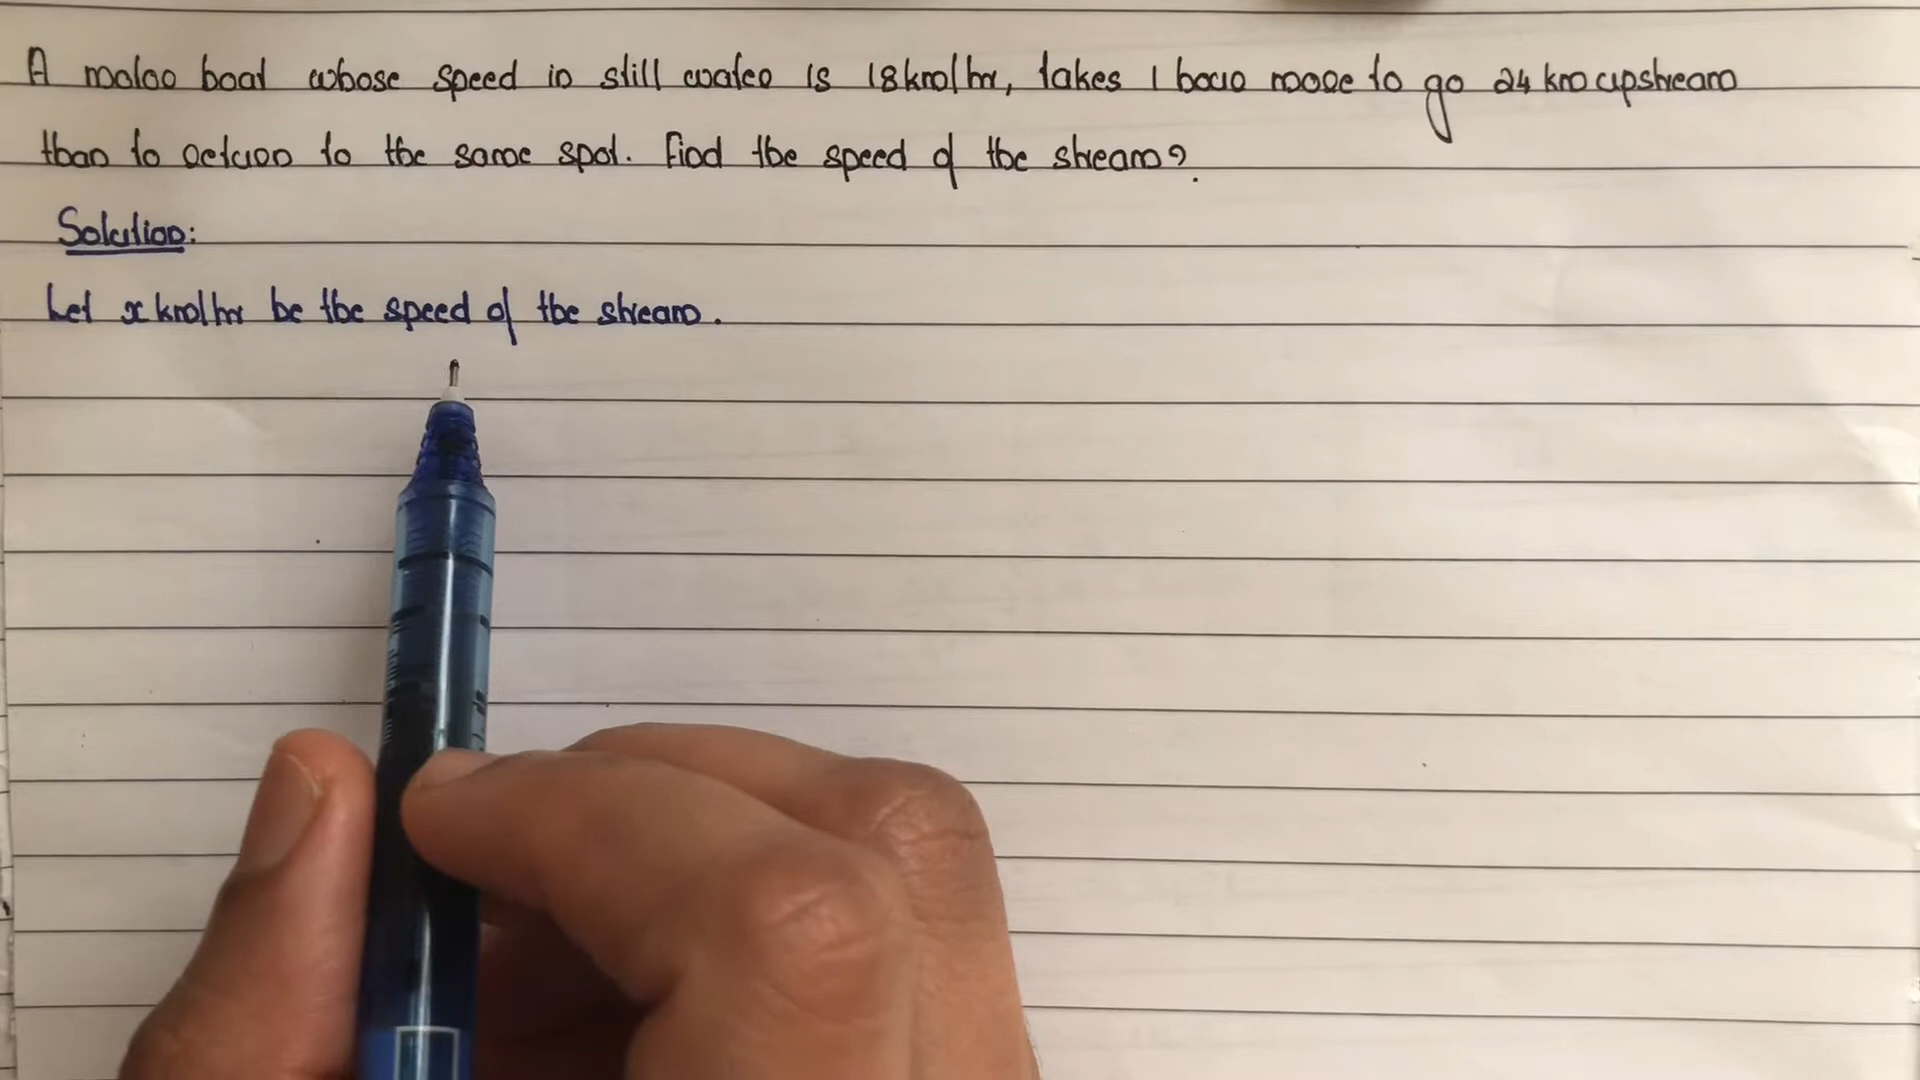 A motor boat whose speed in still water is 18km/hr, takes 1 hour more to go 24 km upstream
than to return to the same spot. Find the speed of the stream?
Solution:
Let x km/hr be the speed of the stream.